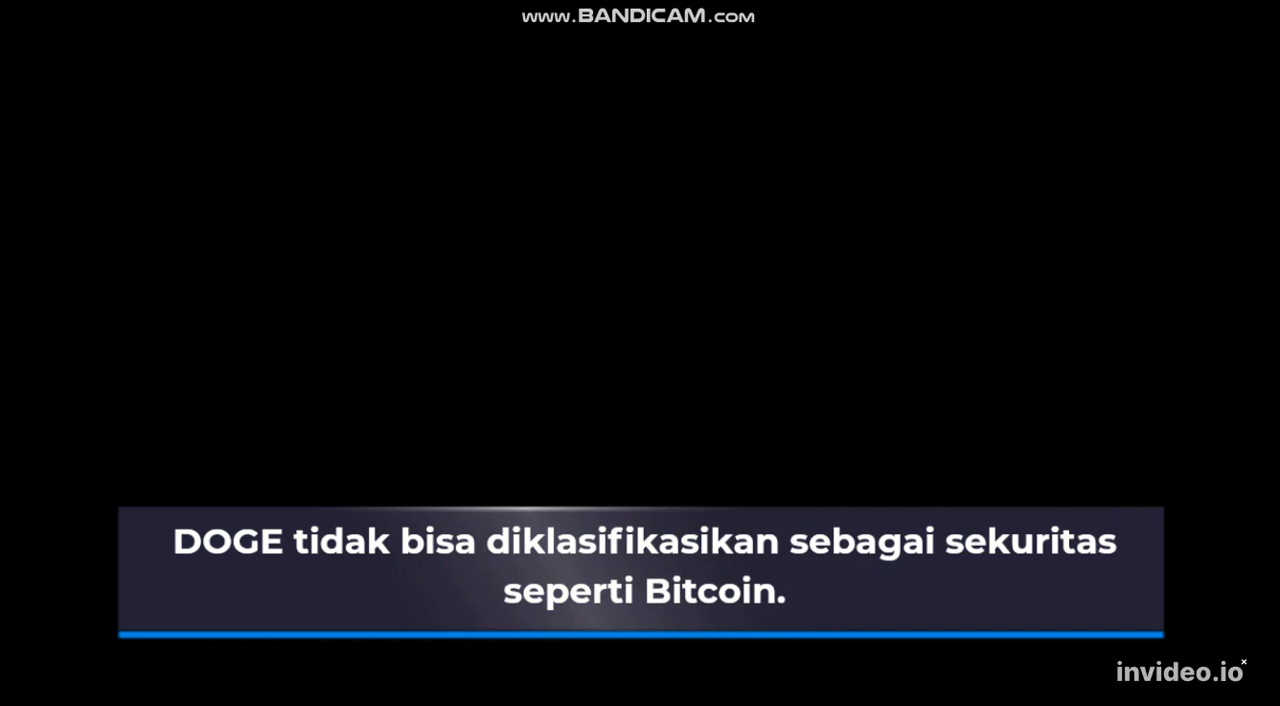 www.BANDICAM.com
DOGE tidak bisa diklasifikasikan sebagai sekuritas
seperti Bitcoin.
invideo.io